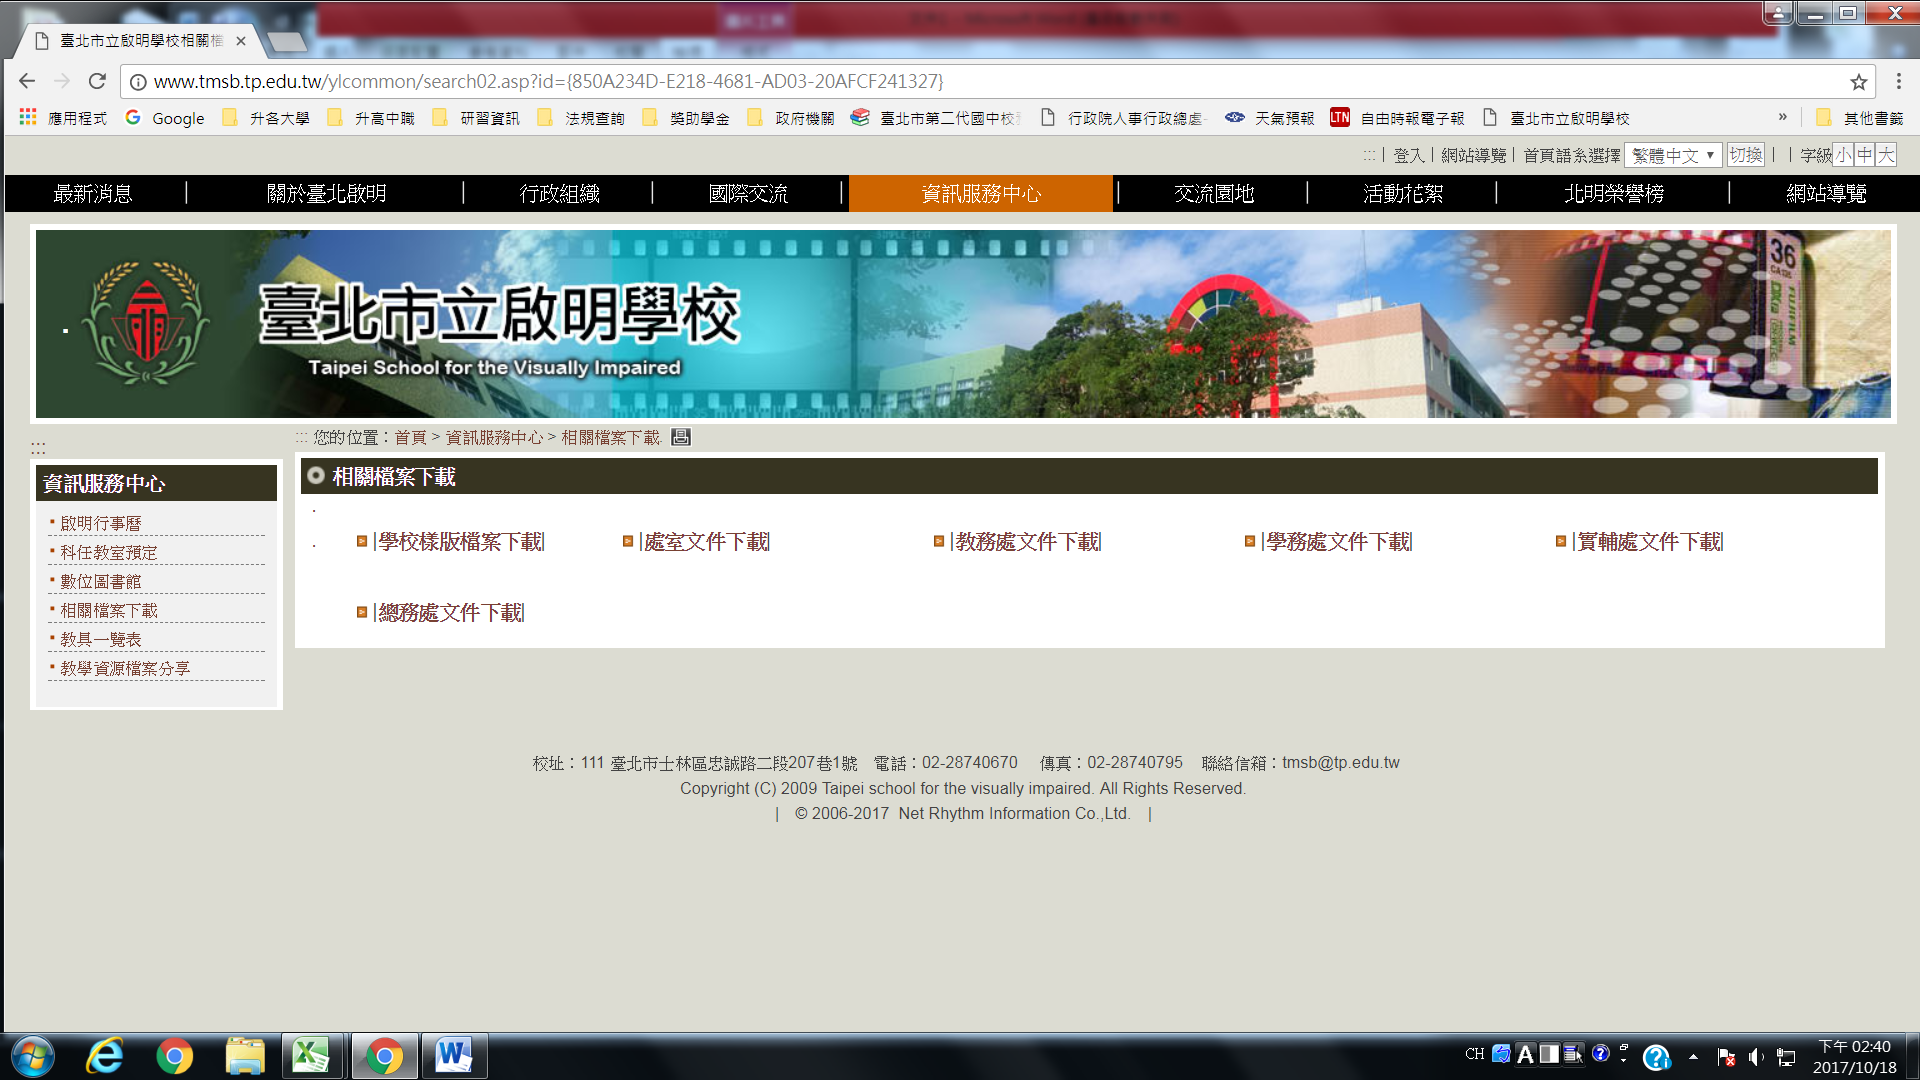 臺北市立啟明學校相關檔
www.tmsb.tp.edu.tw/ylcommon/search02.asp?id={850A234D-E218-4681-AD03-20AFCF241327}
應用程式 Google 升各大學 升高中職 研習資訊 法規查詢 獎助學金 政府機關 臺北市第二代國中校 行政院人事行政總處 天氣預報 LTN 自由時報電子報 臺北市立啟明學校 » 其他書籤
::: | 登入 | 網站導覽 | 首頁語系選擇 繁體中文 切換 | | 字級 小 中 大
最新消息 | 關於臺北啟明 | 行政組織 | 國際交流 | 資訊服務中心 | 交流園地 | 活動花絮 | 北明榮譽榜 | 網站導覽
臺北市立啟明學校
Taipei School for the Visually Impaired
36
FUJIFILM
::: 您的位置：首頁 > 資訊服務中心 > 相關檔案下載
:::
資訊服務中心
啟明行事曆
科任教室預定
數位圖書館
相關檔案下載
教具一覽表
教學資源檔案分享
相關檔案下載
|學校樣版檔案下載| |處室文件下載| |教務處文件下載| |學務處文件下載| |實輔處文件下載|
|總務處文件下載|
校址：111 臺北市士林區忠誠路二段207巷1號 電話：02-28740670 傳真：02-28740795 聯絡信箱：tmsb@tp.edu.tw
Copyright (C) 2009 Taipei school for the visually impaired. All Rights Reserved.
| © 2006-2017 Net Rhythm Information Co.,Ltd. |
CH
下午 02:40
2017/10/18